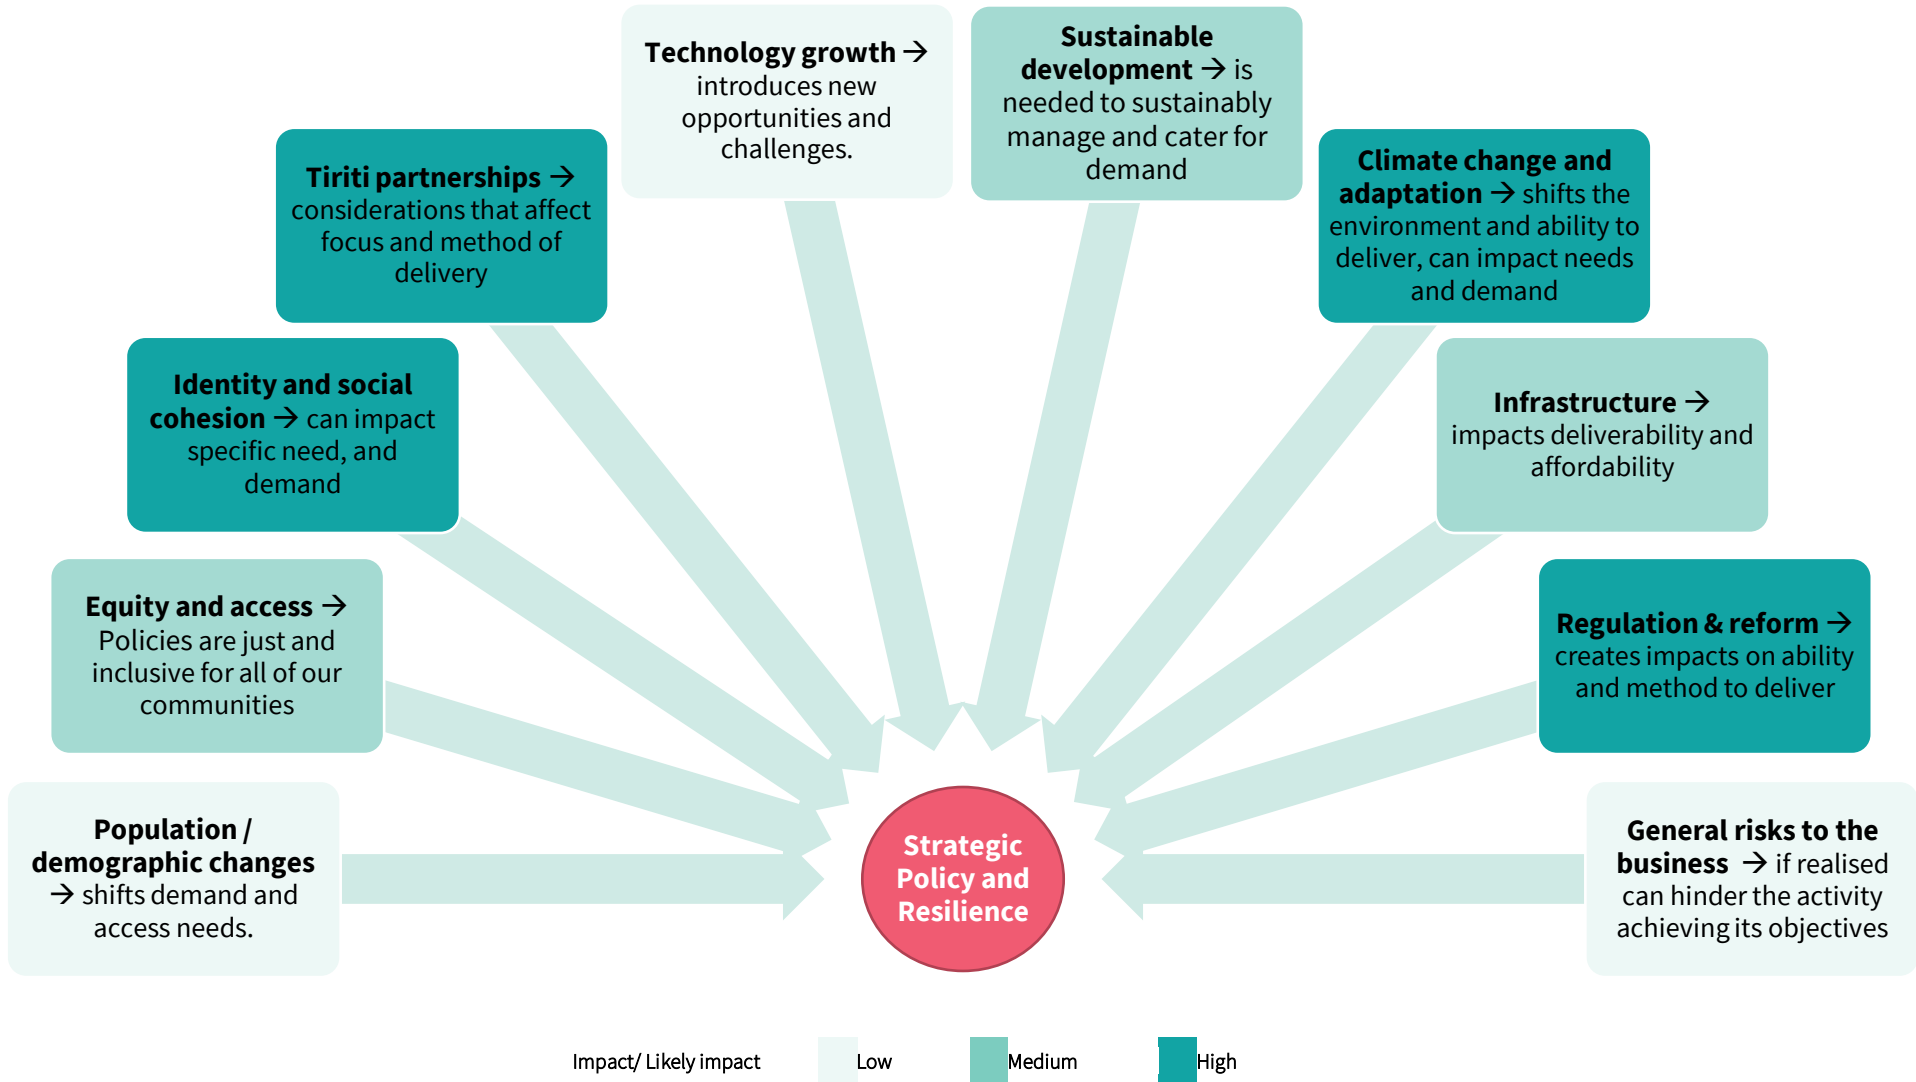 Technology growth →
introduces new
opportunities and
challenges.
Sustainable
development → is
needed to sustainably
manage and cater for
demand
Tiriti partnerships →
considerations that affect
focus and method of
delivery
Climate change and
adaptation → shifts the
environment and ability to
deliver, can impact needs
and demand
Identity and social
cohesion → can impact
specific need, and
demand
Infrastructure →
impacts deliverability and
affordability
Equity and access →
Policies are just and
inclusive for all of our
communities
Regulation & reform →
creates impacts on ability
and method to deliver
Population /
demographic changes
→ shifts demand and
access needs.
Strategic
Policy and
Resilience
General risks to the
business → if realised
can hinder the activity
achieving its objectives
Impact/ Likely impact Low Medium High